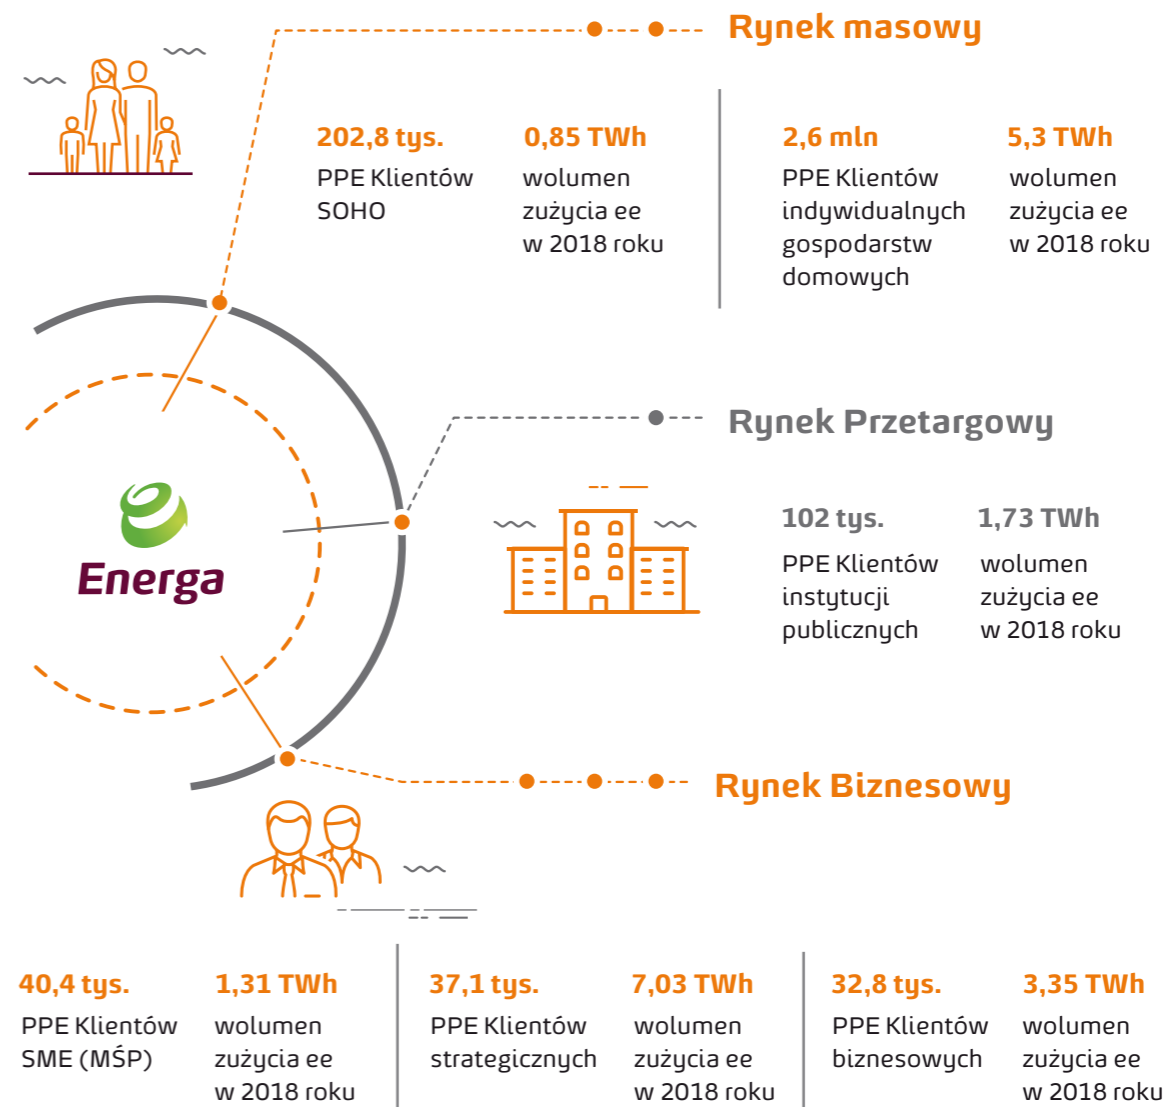 Rynek masowy
202,8 tys.
PPE Klientów
SOHO
0,85 TWh
wolumen
zużycia ee
w 2018 roku
2,6 mln
PPE Klientów
indywidualnych
gospodarstw
domowych
5,3 TWh
wolumen
zużycia ee
w 2018 roku
Energa
Rynek Przetargowy
102 tys.
PPE Klientów
instytucji
publicznych
1,73 TWh
wolumen
zużycia ee
w 2018 roku
Rynek Biznesowy
40,4 tys.
PPE Klientów
SME (MŚP)
1,31 TWh
wolumen
zużycia ee
w 2018 roku
37,1 tys.
PPE Klientów
strategicznych
7,03 TWh
wolumen
zużycia ee
w 2018 roku
32,8 tys.
PPE Klientów
biznesowych
3,35 TWh
wolumen
zużycia ee
w 2018 roku